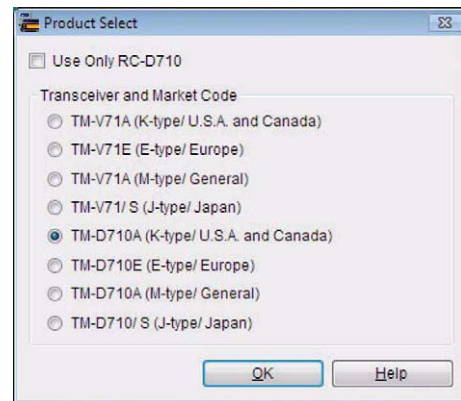 Product Select
Use Only RC-D710
Transceiver and Market Code
TM-V71A (K-type/ U.S.A. and Canada)
TM-V71E (E-type/ Europe)
TM-V71A (M-type/ General)
TM-V71/ S (J-type/ Japan)
TM-D710A (K-type/ U.S.A. and Canada)
TM-D710E (E-type/ Europe)
TM-D710A (M-type/ General)
TM-D710/ S (J-type/ Japan)
OK
Help